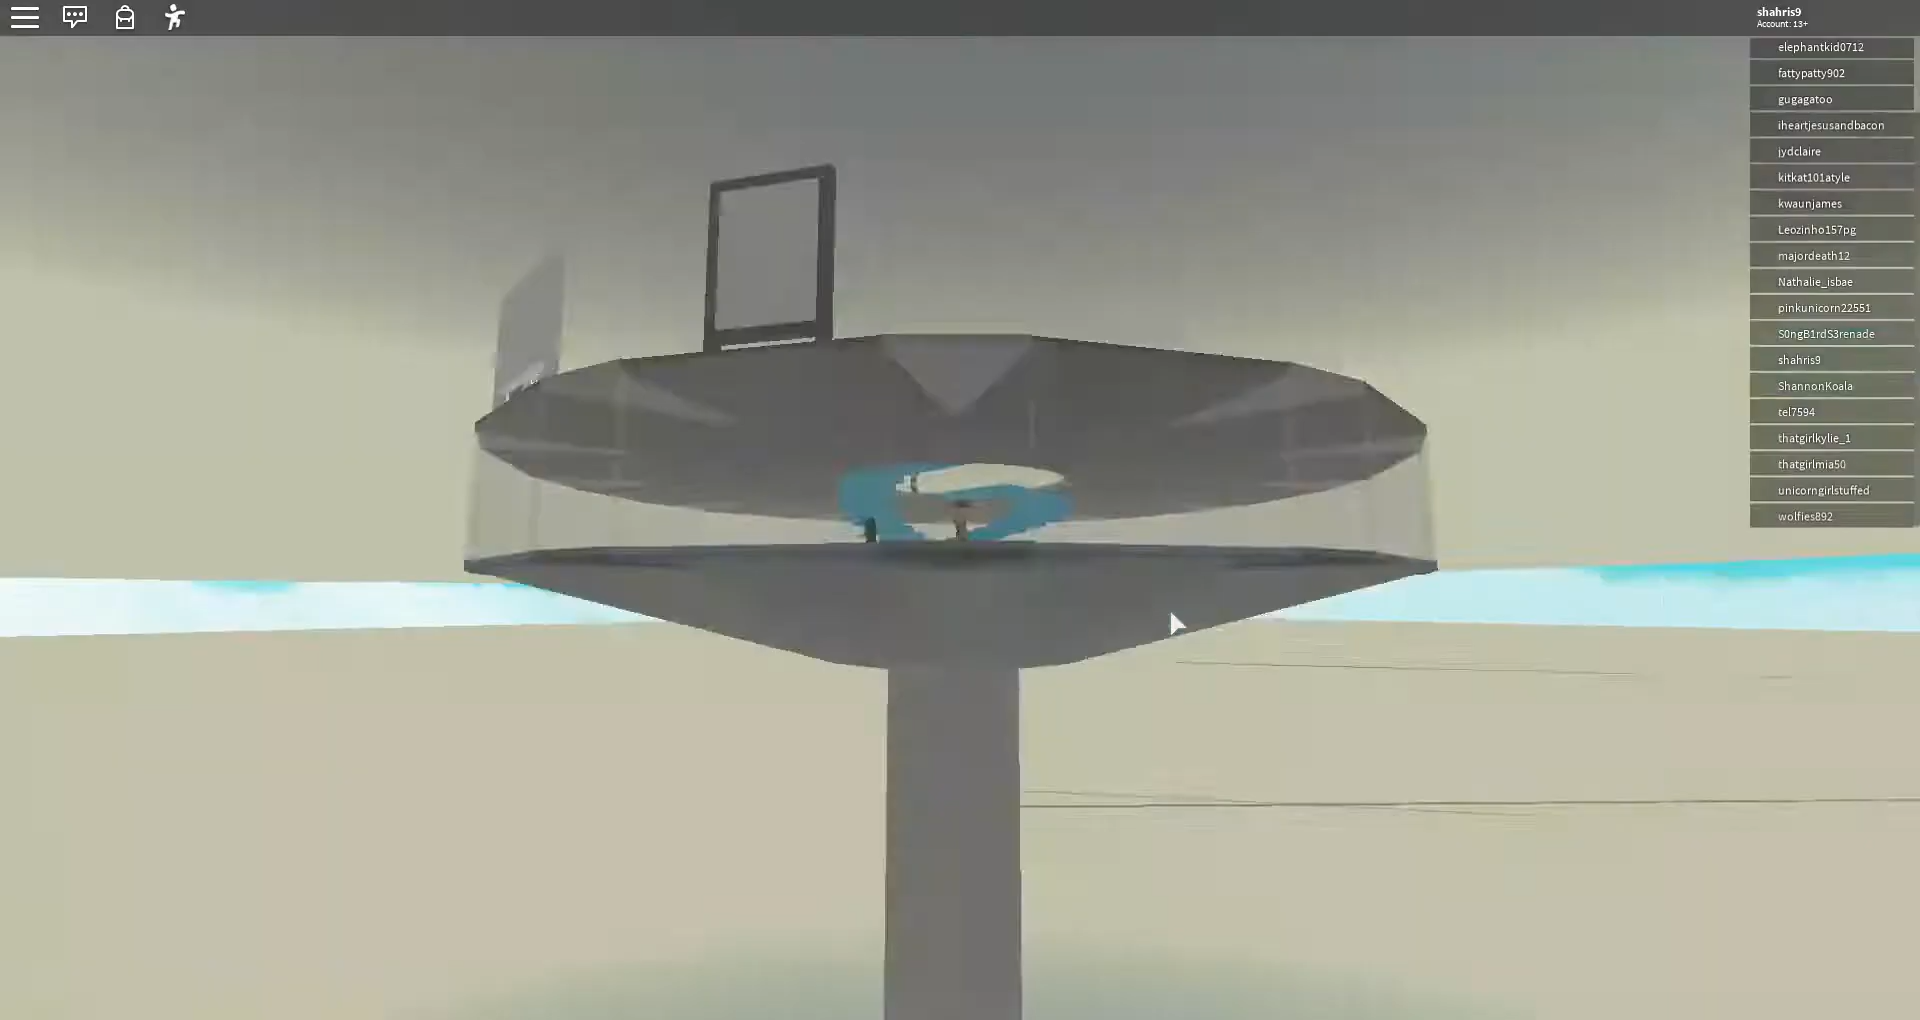 shahris9
Account: 13+
elephantkid0712
fattypatty902
gugagatoo
iheartjesusandbacon
jydclaire
kitkat101atyle
kwaunjames
Leozinho157pg
majordeath12
Nathalie_isbae
pinkunicorn22551
S0ngB1rdS3renade
shahris9
ShannonKoala
tel7594
thatgirlkylie_1
thatgirlmia50
unicorngirlstuffed
wolfies892